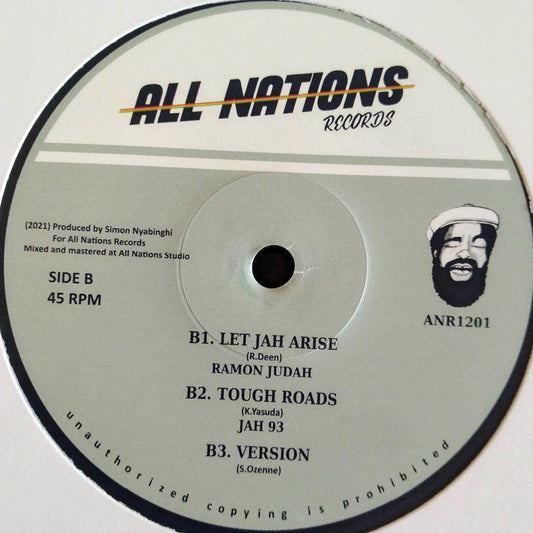 ALL NATIONS
RECORDS
(2021) Produced by Simon Nyabinghi
For All Nations Records
Mixed and mastered at All Nations Studio
SIDE B
45 RPM
ANR1201
B1. LET JAH ARISE
(R.Deen)
RAMON JUDAH
B2. TOUGH ROADS
(K.Yasuda)
JAH 93
B3. VERSION
(S.Ozenne)
unauthorized copying is prohibited